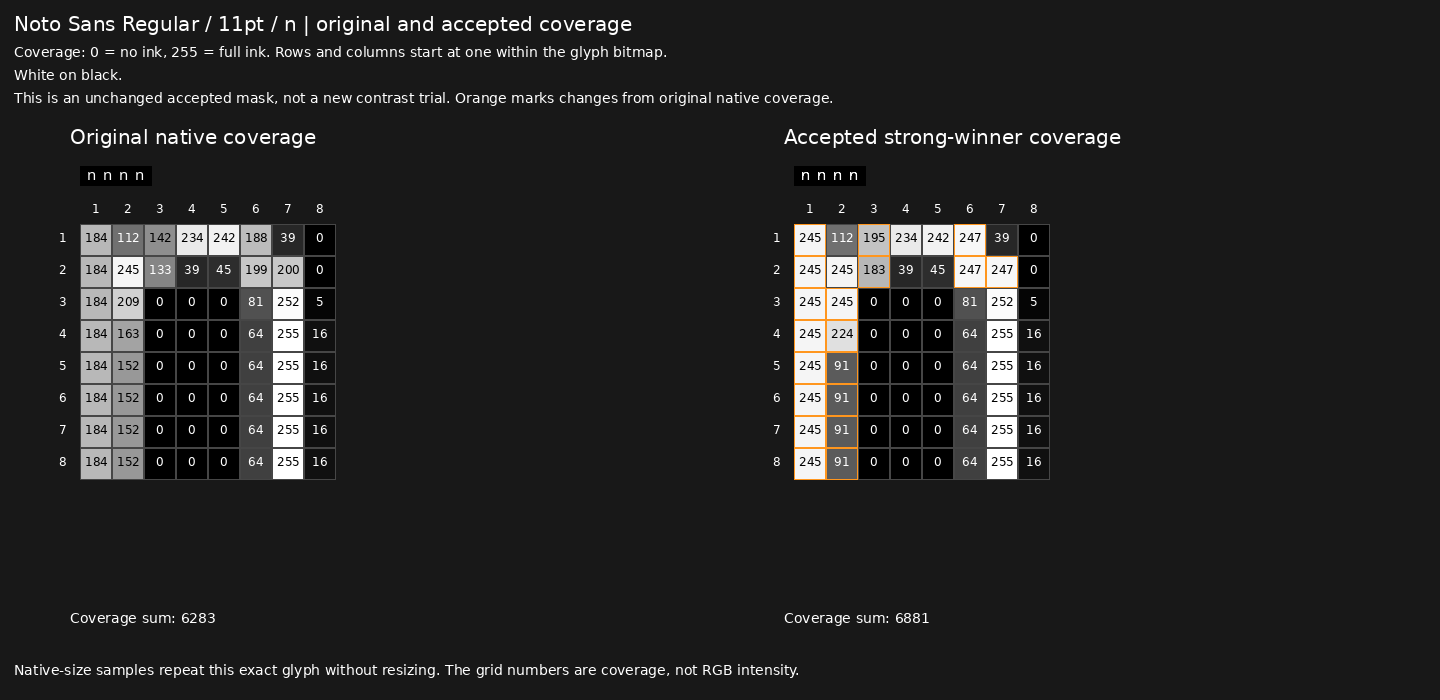 Noto Sans Regular / 11pt / n | original and accepted coverage
Coverage: 0 = no ink, 255 = full ink. Rows and columns start at one within the glyph bitmap.
White on black.
This is an unchanged accepted mask, not a new contrast trial. Orange marks changes from original native coverage.
Original native coverage
n n n n
1 2 3 4 5 6 7 8
1 184 112 142 234 242 188 39 0
2 184 245 133 39 45 199 200 0
3 184 209 0 0 0 81 252 5
4 184 163 0 0 0 64 255 16
5 184 152 0 0 0 64 255 16
6 184 152 0 0 0 64 255 16
7 184 152 0 0 0 64 255 16
8 184 152 0 0 0 64 255 16
Coverage sum: 6283
Accepted strong-winner coverage
n n n n
1 2 3 4 5 6 7 8
1 245 112 195 234 242 247 39 0
2 245 245 183 39 45 247 247 0
3 245 245 0 0 0 81 252 5
4 245 224 0 0 0 64 255 16
5 245 91 0 0 0 64 255 16
6 245 91 0 0 0 64 255 16
7 245 91 0 0 0 64 255 16
8 245 91 0 0 0 64 255 16
Coverage sum: 6881
Native-size samples repeat this exact glyph without resizing. The grid numbers are coverage, not RGB intensity.